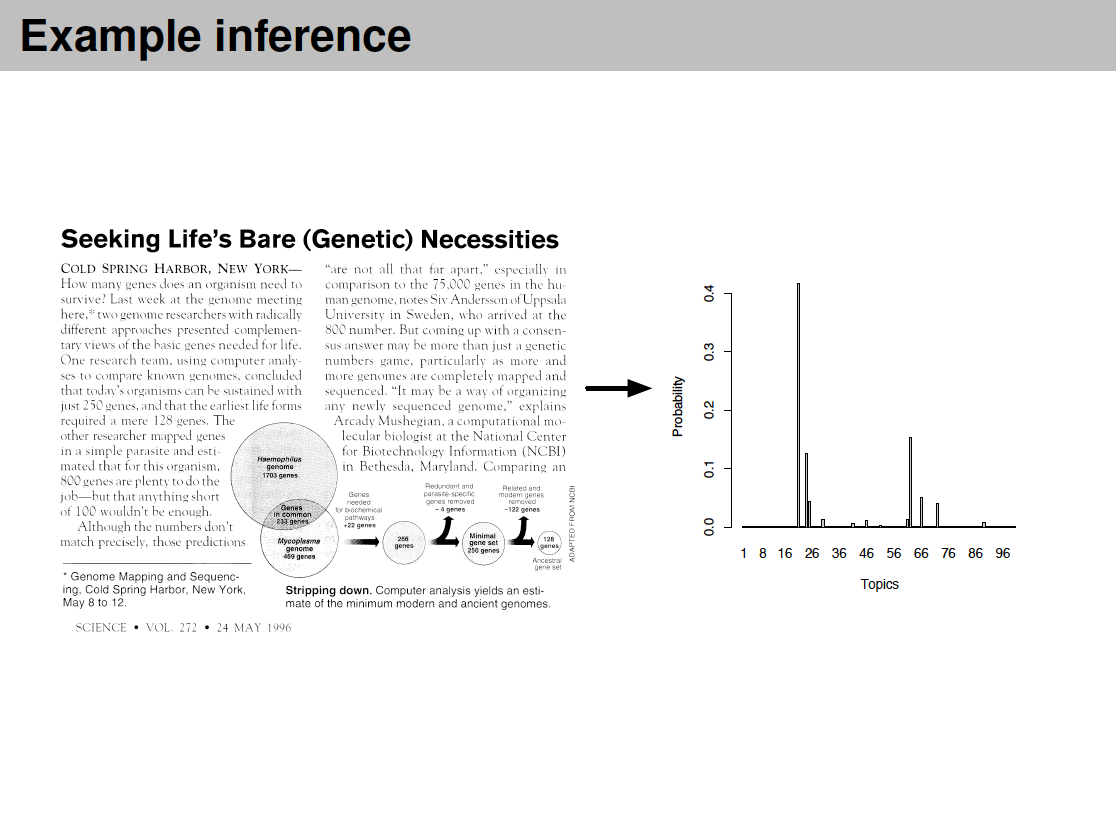 Example inference
Seeking Life's Bare (Genetic) Necessities
COLD SPRING HARBOR, NEW YORK—
How many genes does an organism need to
survive? Last week at the genome meeting
here,* two genome researchers with radically
different approaches presented complemen-
tary views of the basic genes needed for life.
One research team, using computer analy-
ses to compare known genomes, concluded
that today's organisms can be sustained with
just 250 genes, and that the earliest life forms
required a mere 128 genes. The
other researcher mapped genes
in a simple parasite and esti-
mated that for this organism,
800 genes are plenty to do the
job—but that anything short
of 100 wouldn't be enough.
Although the numbers don't
match precisely, those predictions
* Genome Mapping and Sequenc-
ing, Cold Spring Harbor, New York,
May 8 to 12.
"are not all that far apart," especially in
comparison to the 75,000 genes in the hu-
man genome, notes Siv Andersson of Uppsala
University in Sweden, who arrived at the
800 number. But coming up with a consen-
sus answer may be more than just a genetic
numbers game, particularly as more and
more genomes are completely mapped and
sequenced. "It may be a way of organizing
any newly sequenced genome," explains
Arcady Mushegian, a computational mo-
lecular biologist at the National Center
for Biotechnology Information (NCBI)
in Bethesda, Maryland. Comparing an
Haemophilus
genome
1703 genes
Genes
in common
233 genes
Mycoplasma
genome
469 genes
Genes
needed
for biochemical
pathways
+22 genes
256
genes
Redundant and
parasite-specific
genes removed
– 4 genes
Minimal
gene set
250 genes
Related and
modern genes
removed
–122 genes
128
genes
Ancestral
gene set
ADAPTED FROM NCBI
Stripping down. Computer analysis yields an esti-
mate of the minimum modern and ancient genomes.
SCIENCE • VOL. 272 • 24 MAY 1996
Probability
0.4
0.3
0.2
0.1
0.0
1 8 16 26 36 46 56 66 76 86 96
Topics